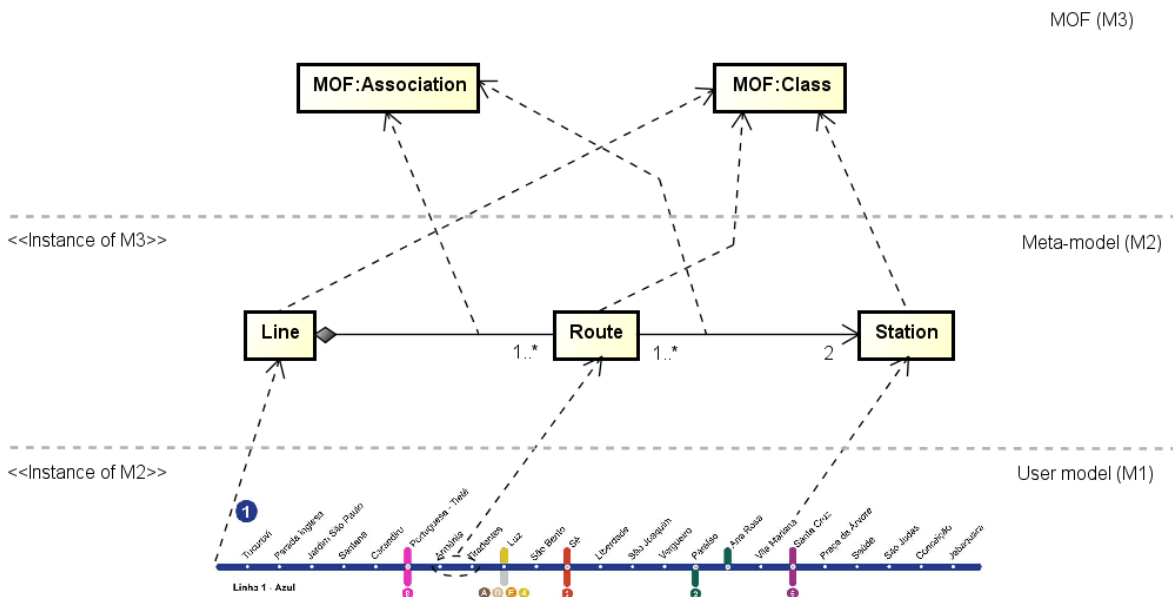 MOF (M3)
MOF:Association
MOF:Class
<<Instance of M3>>
Meta-model (M2)
Line
Route
Station
1..*
1..*
2
<<Instance of M2>>
User model (M1)
1
Tucuruvi
Parada Inglesa
Jardim São Paulo
Santana
Carandiru
Portuguesa - Tietê
Armênia
Tiradentes
Luz
São Bento
Sé
Liberdade
São Joaquim
Vergueiro
Paraíso
Ana Rosa
Vila Mariana
Santa Cruz
Praça da Árvore
Saúde
São Judas
Conceição
Jabaquara
Linha 1 - Azul
A
4
2